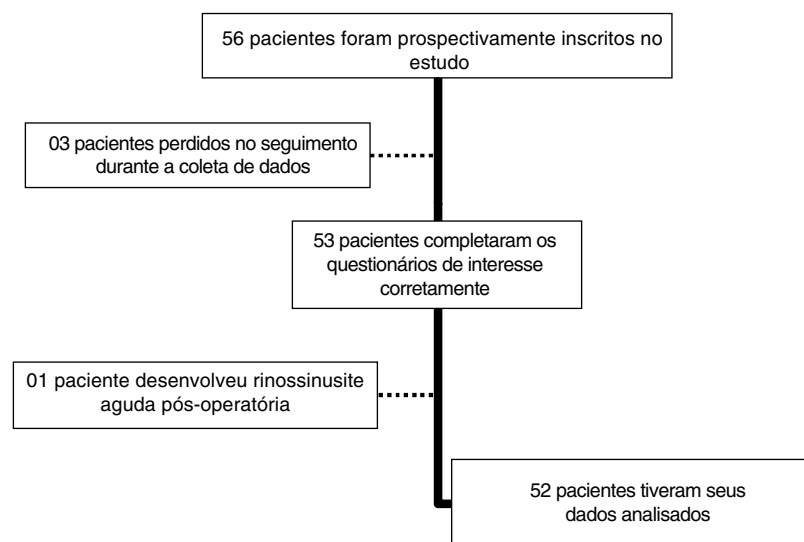 56 pacientes foram prospectivamente inscritos no
estudo
03 pacientes perdidos no seguimento
durante a coleta de dados
53 pacientes completaram os
questionários de interesse
corretamente
01 paciente desenvolveu rinossinusite
aguda pós-operatória
52 pacientes tiveram seus
dados analisados